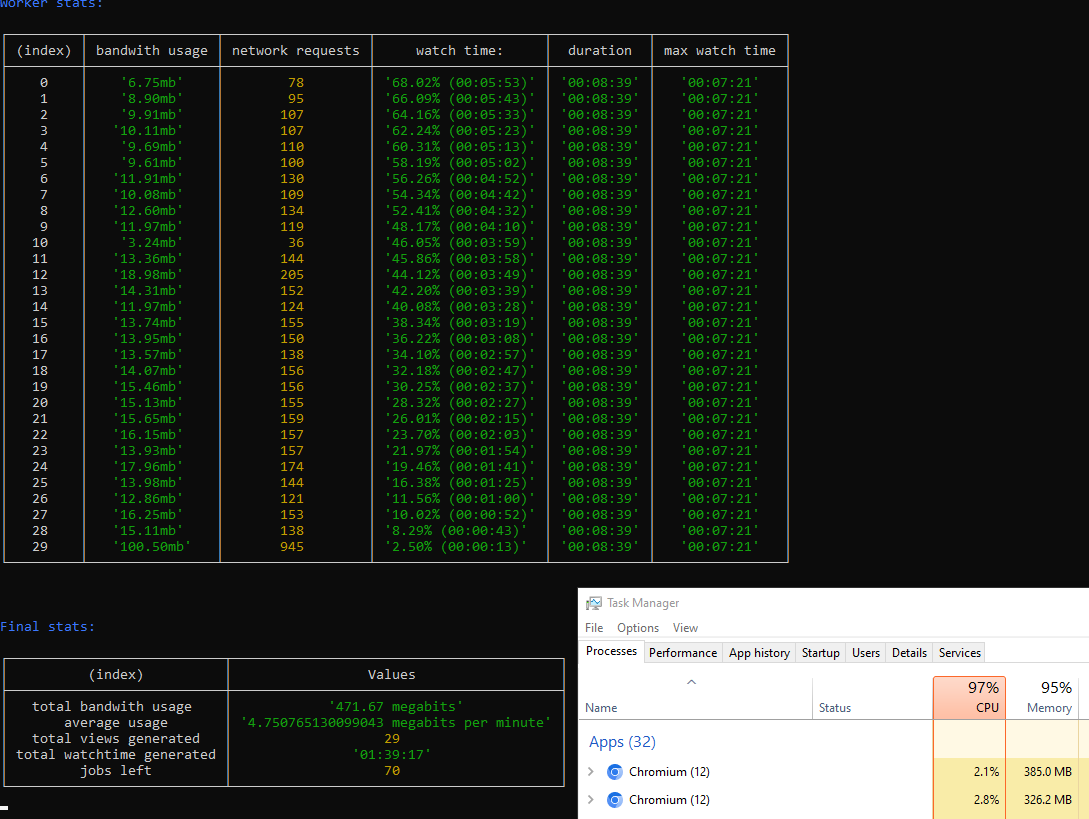 Worker stats:
(index) bandwith usage network requests watch time: duration max watch time
0 '6.75mb' 78 '68.02% (00:05:53)' '00:08:39' '00:07:21'
1 '8.90mb' 95 '66.09% (00:05:43)' '00:08:39' '00:07:21'
2 '9.91mb' 107 '64.16% (00:05:33)' '00:08:39' '00:07:21'
3 '10.11mb' 107 '62.24% (00:05:23)' '00:08:39' '00:07:21'
4 '9.69mb' 110 '60.31% (00:05:13)' '00:08:39' '00:07:21'
5 '9.61mb' 100 '58.19% (00:05:02)' '00:08:39' '00:07:21'
6 '11.91mb' 130 '56.26% (00:04:52)' '00:08:39' '00:07:21'
7 '10.08mb' 109 '54.34% (00:04:42)' '00:08:39' '00:07:21'
8 '12.60mb' 134 '52.41% (00:04:32)' '00:08:39' '00:07:21'
9 '11.97mb' 119 '48.17% (00:04:10)' '00:08:39' '00:07:21'
10 '3.24mb' 36 '46.05% (00:03:59)' '00:08:39' '00:07:21'
11 '13.36mb' 144 '45.86% (00:03:58)' '00:08:39' '00:07:21'
12 '18.98mb' 205 '44.12% (00:03:49)' '00:08:39' '00:07:21'
13 '14.31mb' 152 '42.20% (00:03:39)' '00:08:39' '00:07:21'
14 '11.97mb' 124 '40.08% (00:03:28)' '00:08:39' '00:07:21'
15 '13.74mb' 155 '38.34% (00:03:19)' '00:08:39' '00:07:21'
16 '13.95mb' 150 '36.22% (00:03:08)' '00:08:39' '00:07:21'
17 '13.57mb' 138 '34.10% (00:02:57)' '00:08:39' '00:07:21'
18 '14.07mb' 156 '32.18% (00:02:47)' '00:08:39' '00:07:21'
19 '15.46mb' 156 '30.25% (00:02:37)' '00:08:39' '00:07:21'
20 '15.13mb' 155 '28.32% (00:02:27)' '00:08:39' '00:07:21'
21 '15.65mb' 159 '26.01% (00:02:15)' '00:08:39' '00:07:21'
22 '16.15mb' 157 '23.70% (00:02:03)' '00:08:39' '00:07:21'
23 '13.93mb' 157 '21.97% (00:01:54)' '00:08:39' '00:07:21'
24 '17.96mb' 174 '19.46% (00:01:41)' '00:08:39' '00:07:21'
25 '13.98mb' 144 '16.38% (00:01:25)' '00:08:39' '00:07:21'
26 '12.86mb' 121 '11.56% (00:01:00)' '00:08:39' '00:07:21'
27 '16.25mb' 153 '10.02% (00:00:52)' '00:08:39' '00:07:21'
28 '15.11mb' 138 '8.29% (00:00:43)' '00:08:39' '00:07:21'
29 '100.50mb' 945 '2.50% (00:00:13)' '00:08:39' '00:07:21'
Final stats:
(index) Values
total bandwith usage '471.67 megabits'
average usage '4.750765130099043 megabits per minute'
total views generated 29
total watchtime generated '01:39:17'
jobs left 70
Task Manager
File Options View
Processes Performance App history Startup Users Details Services
97% 95%
Name Status CPU Memory
Apps (32)
Chromium (12) 2.1% 385.0 MB
Chromium (12) 2.8% 326.2 MB